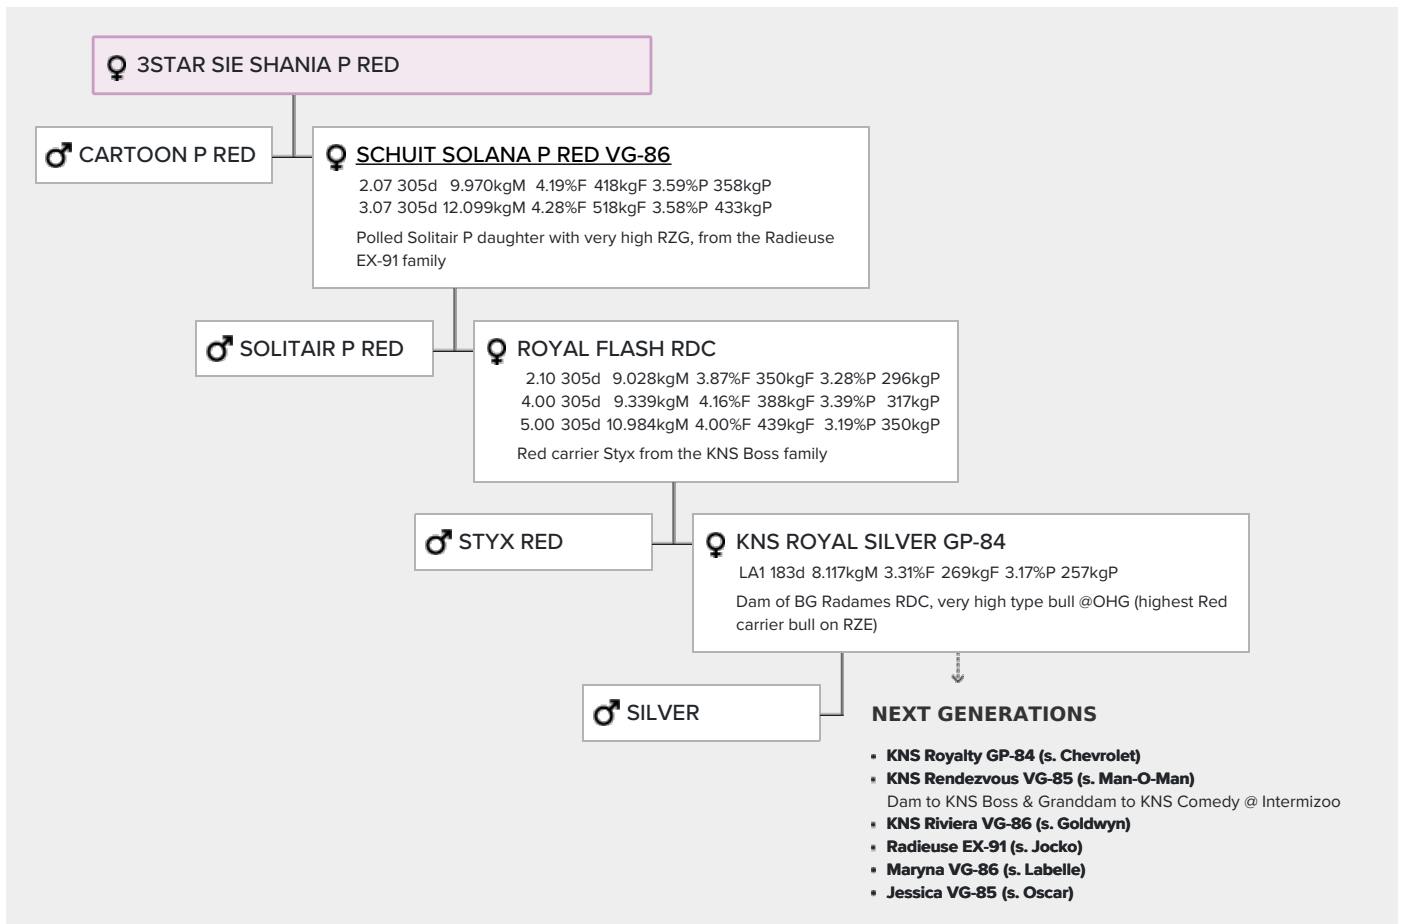 3STAR SIE SHANIA P RED
CARTOON P RED
SCHUIT SOLANA P RED VG-86
2.07 305d 9.970kgM 4.19%F 418kgF 3.59%P 358kgP
3.07 305d 12.099kgM 4.28%F 518kgF 3.58%P 433kgP
Polled Solitair P daughter with very high RZG, from the Radieuse
EX-91 family
SOLITAIR P RED
ROYAL FLASH RDC
2.10 305d 9.028kgM 3.87%F 350kgF 3.28%P 296kgP
4.00 305d 9.339kgM 4.16%F 388kgF 3.39%P 317kgP
5.00 305d 10.984kgM 4.00%F 439kgF 3.19%P 350kgP
Red carrier Styx from the KNS Boss family
STYX RED
KNS ROYAL SILVER GP-84
LA1 183d 8.117kgM 3.31%F 269kgF 3.17%P 257kgP
Dam of BG Radames RDC, very high type bull @OHG (highest Red
carrier bull on RZE)
SILVER
NEXT GENERATIONS
KNS Royalty GP-84 (s. Chevrolet)
KNS Rendezvous VG-85 (s. Man-O-Man)
Dam to KNS Boss & Granddam to KNS Comedy @ Intermizoo
KNS Riviera VG-86 (s. Goldwyn)
Radieuse EX-91 (s. Jocko)
Maryna VG-86 (s. Labelle)
Jessica VG-85 (s. Oscar)